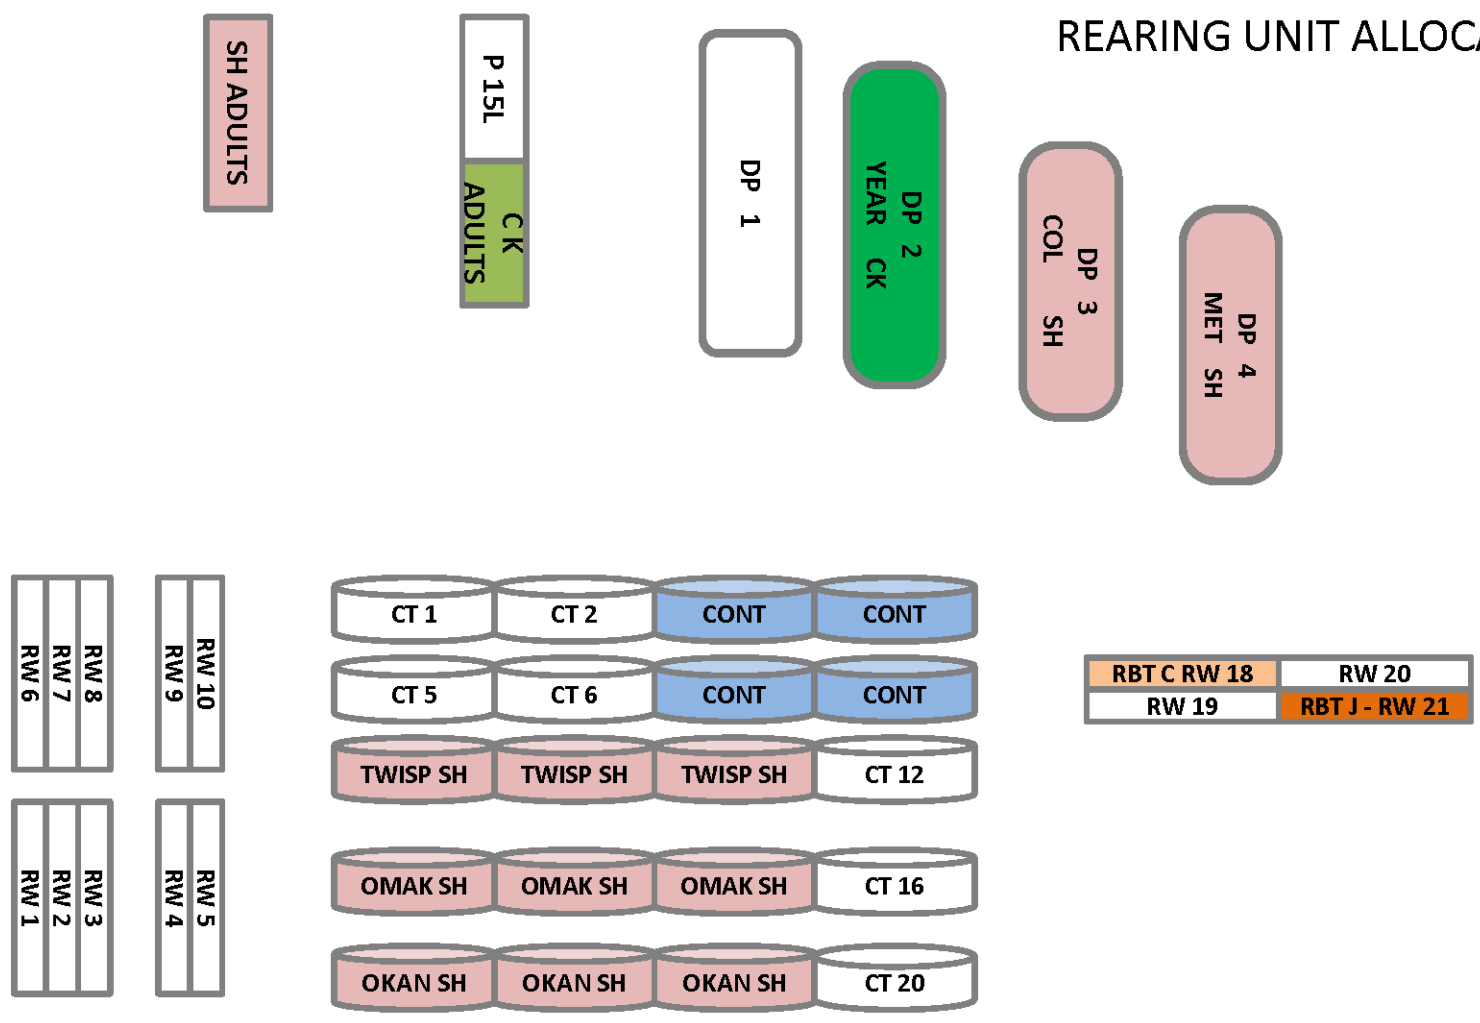 REARING UNIT ALLOCA
SH ADULTS
P 15L
C K
ADULTS
DP 1
DP 2
YEAR CK
DP 3
COL SH
DP 4
MET SH
RW 6
RW 7
RW 8
RW 9
RW 10
CT 1
CT 2
CONT
CONT
CT 5
CT 6
CONT
CONT
TWISP SH
TWISP SH
TWISP SH
CT 12
RBT C RW 18
RW 20
RW 19
RBT J - RW 21
RW 1
RW 2
RW 3
RW 4
RW 5
OMAK SH
OMAK SH
OMAK SH
CT 16
OKAN SH
OKAN SH
OKAN SH
CT 20